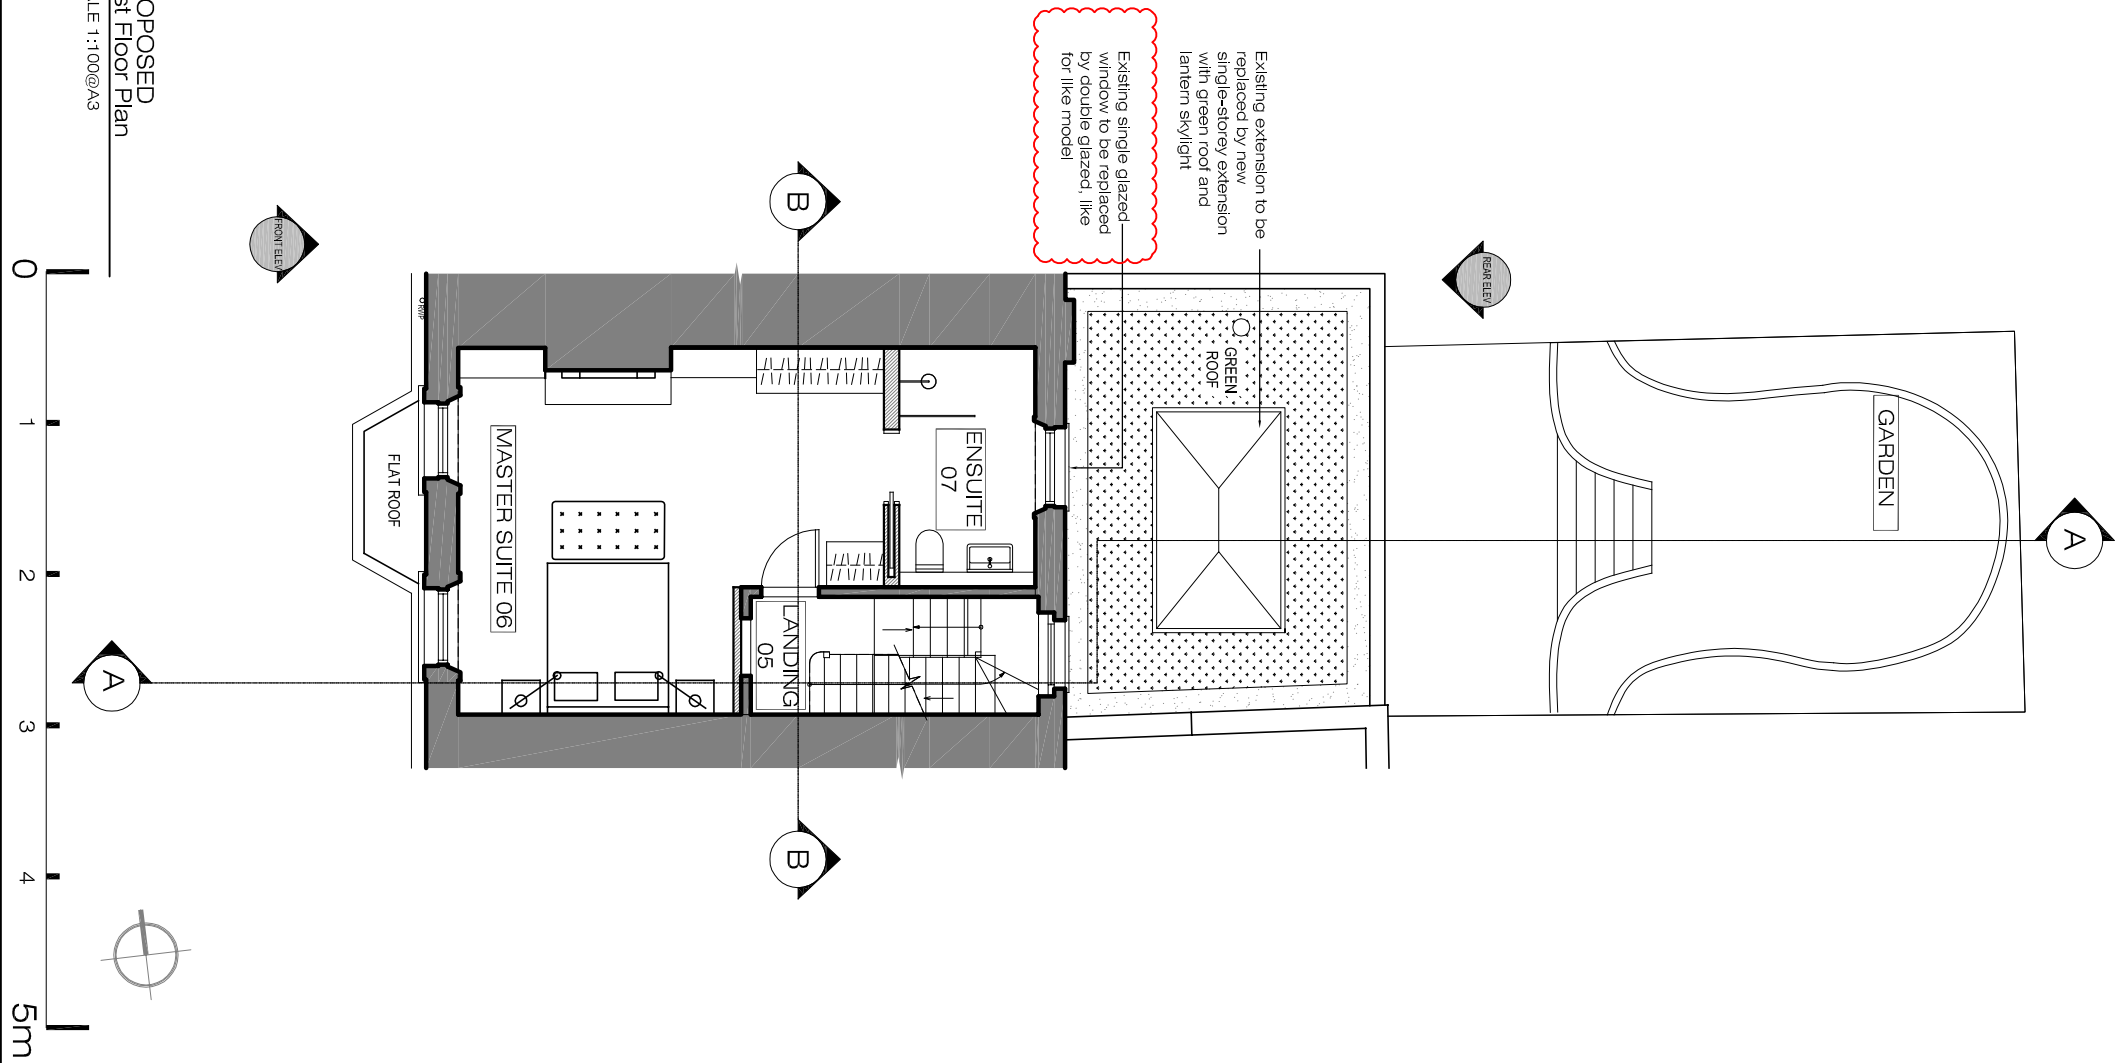 Existing extension to be
replaced by new
single-storey extension
with green roof and
lantern skylight
Existing single glazed
window to be replaced
by double glazed, like
for like model
REAR ELEV
FRONT ELEV
B
GREEN
ROOF
GARDEN
A
RWP
FLAT ROOF
MASTER SUITE 06
ENSUITE
07
LANDING
05
A
B
OPOSED
st Floor Plan
ALE 1:100@A3
0
1
2
3
4
5m